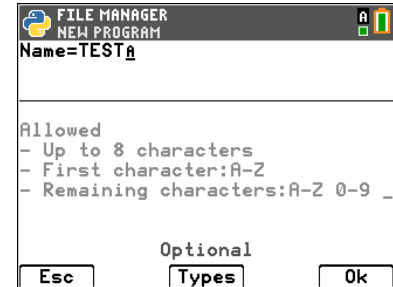 FILE MANAGER
NEW PROGRAM
A
Name=TESTA
Allowed
- Up to 8 characters
- First character:A-Z
- Remaining characters:A-Z 0-9 _
Optional
Esc Types Ok